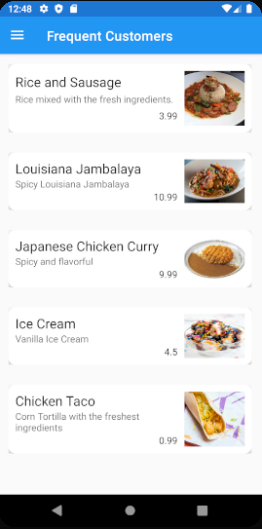 12:48
Frequent Customers
Rice and Sausage
Rice mixed with the fresh ingredients.
3.99
Louisiana Jambalaya
Spicy Louisiana Jambalaya
10.99
Japanese Chicken Curry
Spicy and flavorful
9.99
Ice Cream
Vanilla Ice Cream
4.5
Chicken Taco
Corn Tortilla with the freshest
ingredients
0.99